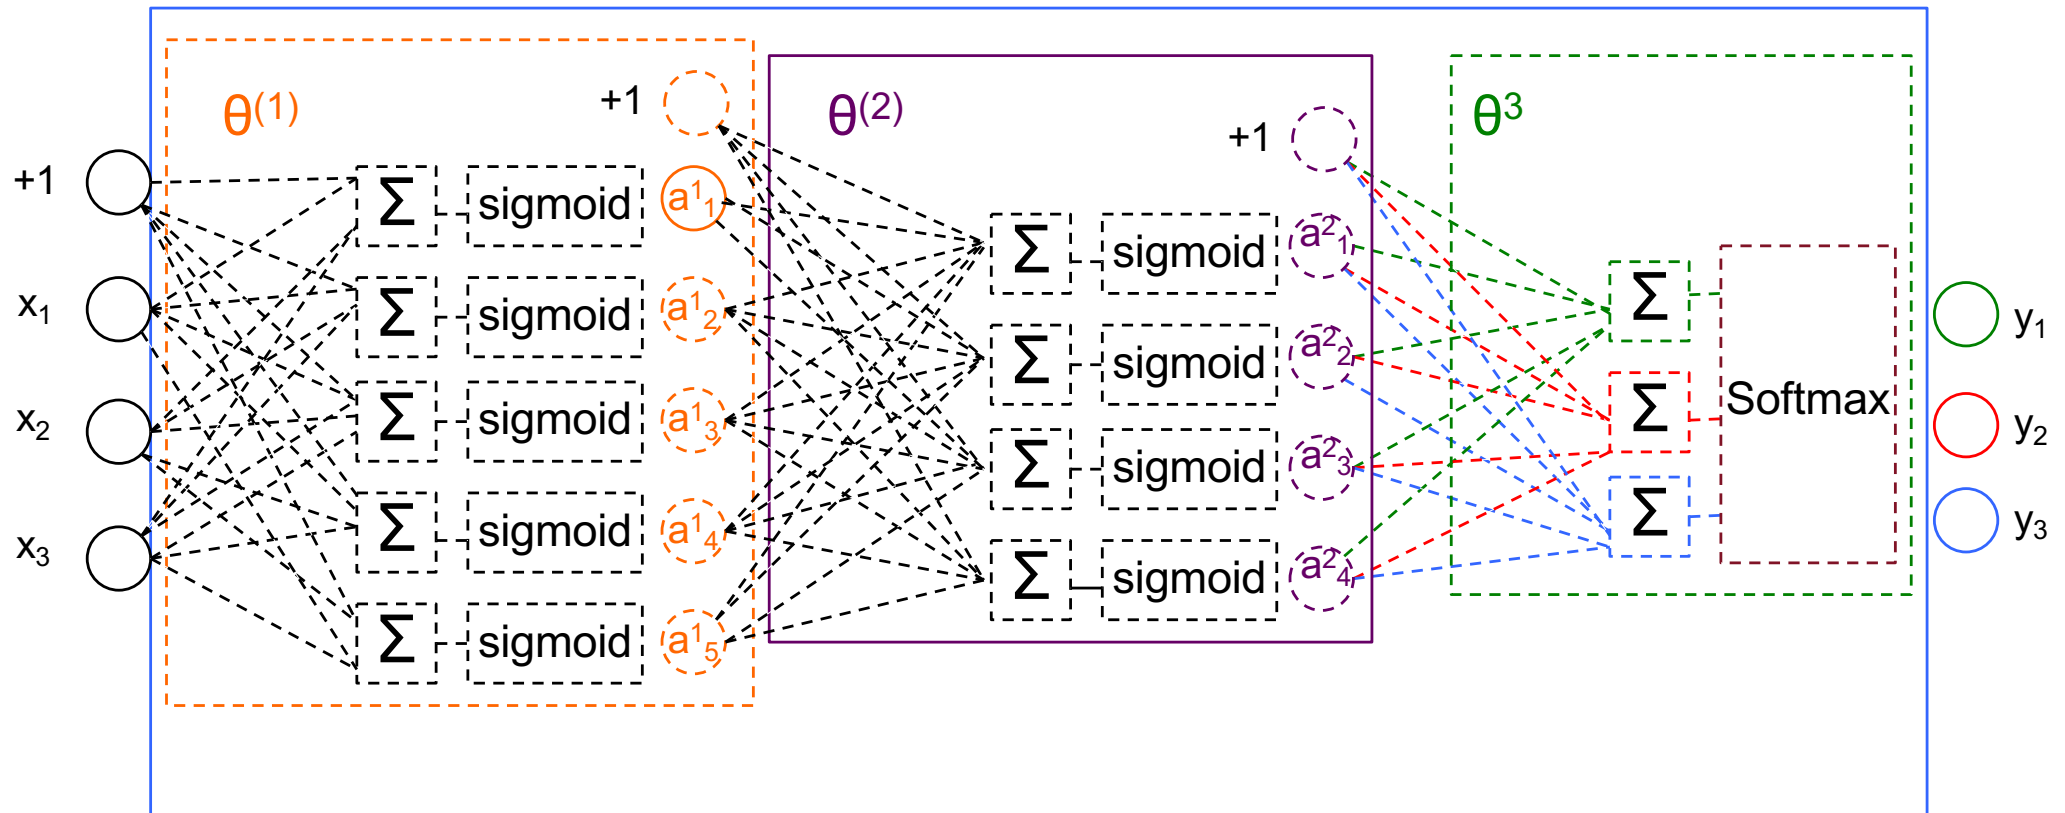 θ(1)
+1
θ(2)
+1
θ3
+1
x1
x2
x3
Σ sigmoid a11
Σ sigmoid a12
Σ sigmoid a13
Σ sigmoid a14
Σ sigmoid a15
Σ sigmoid a21
Σ sigmoid a22
Σ sigmoid a23
Σ sigmoid a24
Σ
Σ
Σ
Softmax
y1
y2
y3